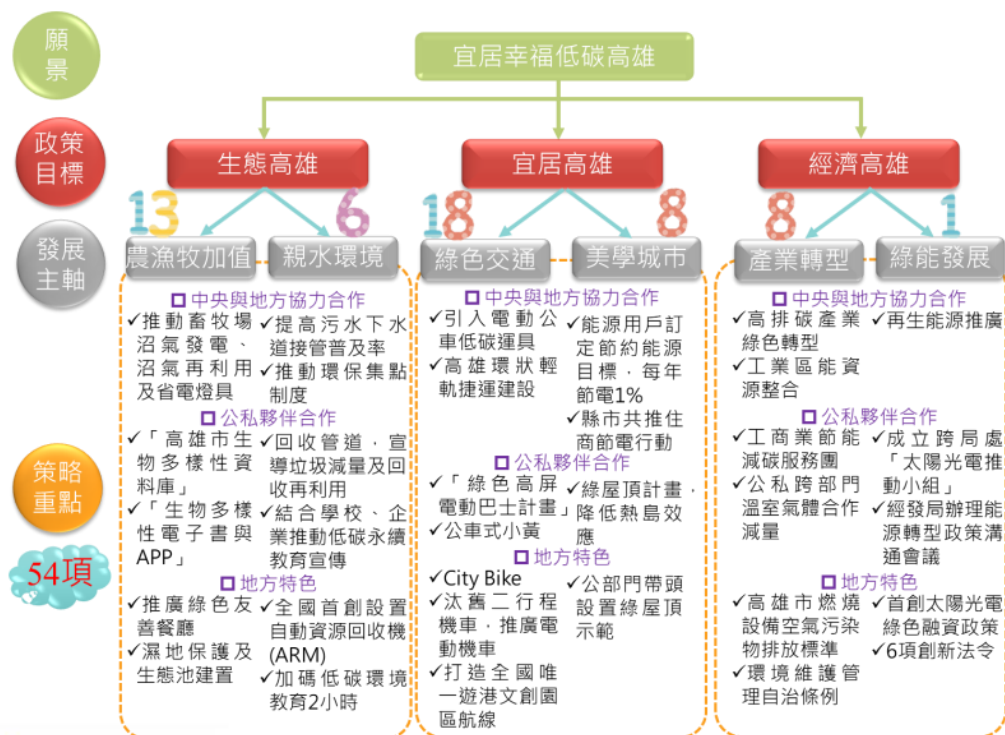 願
景
宜居幸福低碳高雄
政策
目標
生態高雄
宜居高雄
經濟高雄
13
6
18
8
8
1
發展
主軸
農漁牧加值
親水環境
綠色交通
美學城市
產業轉型
綠能發展
策略
重點
54項
中央與地方協力合作
✓推動畜牧場
沼氣發電、
沼氣再利用
及省電燈具
✓提高污水下水
道接管普及率
✓推動環保集點
制度
公私夥伴合作
✓「高雄市生
物多樣性資
料庫」
✓「生物多樣
性電子書與
APP」
✓回收管道，宣
導垃圾減量及回
收再利用
✓結合學校、企
業推動低碳永續
教育宣傳
地方特色
✓推廣綠色友
善餐廳
✓濕地保護及
生態池建置
✓全國首創設置
自動資源回收機
(ARM)
✓加碼低碳環境
教育2小時
中央與地方協力合作
✓引入電動公
車低碳運具
✓高雄環狀輕
軌捷運建設
✓能源用戶訂
定節約能源
目標，每年
節電1%
✓縣市共推住
商節電行動
公私夥伴合作
✓「綠色高屏
電動巴士計畫」
✓公車式小黃
✓綠屋頂計畫，
降低熱島效
應
地方特色
✓City Bike
✓汰舊二行程
機車，推廣電
動機車
✓打造全國唯
一遊港文創園
區航線
✓公部門帶頭
設置綠屋頂
示範
中央與地方協力合作
✓高排碳產業
綠色轉型
✓工業區能資
源整合
✓再生能源推廣
公私夥伴合作
✓工商業節能
減碳服務團
✓公私跨部門
溫室氣體合作
減量
✓成立跨局處
「太陽光電推
動小組」
✓經發局辦理能
源轉型政策溝
通會議
地方特色
✓高雄市燃燒
設備空氣污染
物排放標準
✓環境維護管
理自治條例
✓首創太陽光電
綠色融資政策
✓6項創新法令